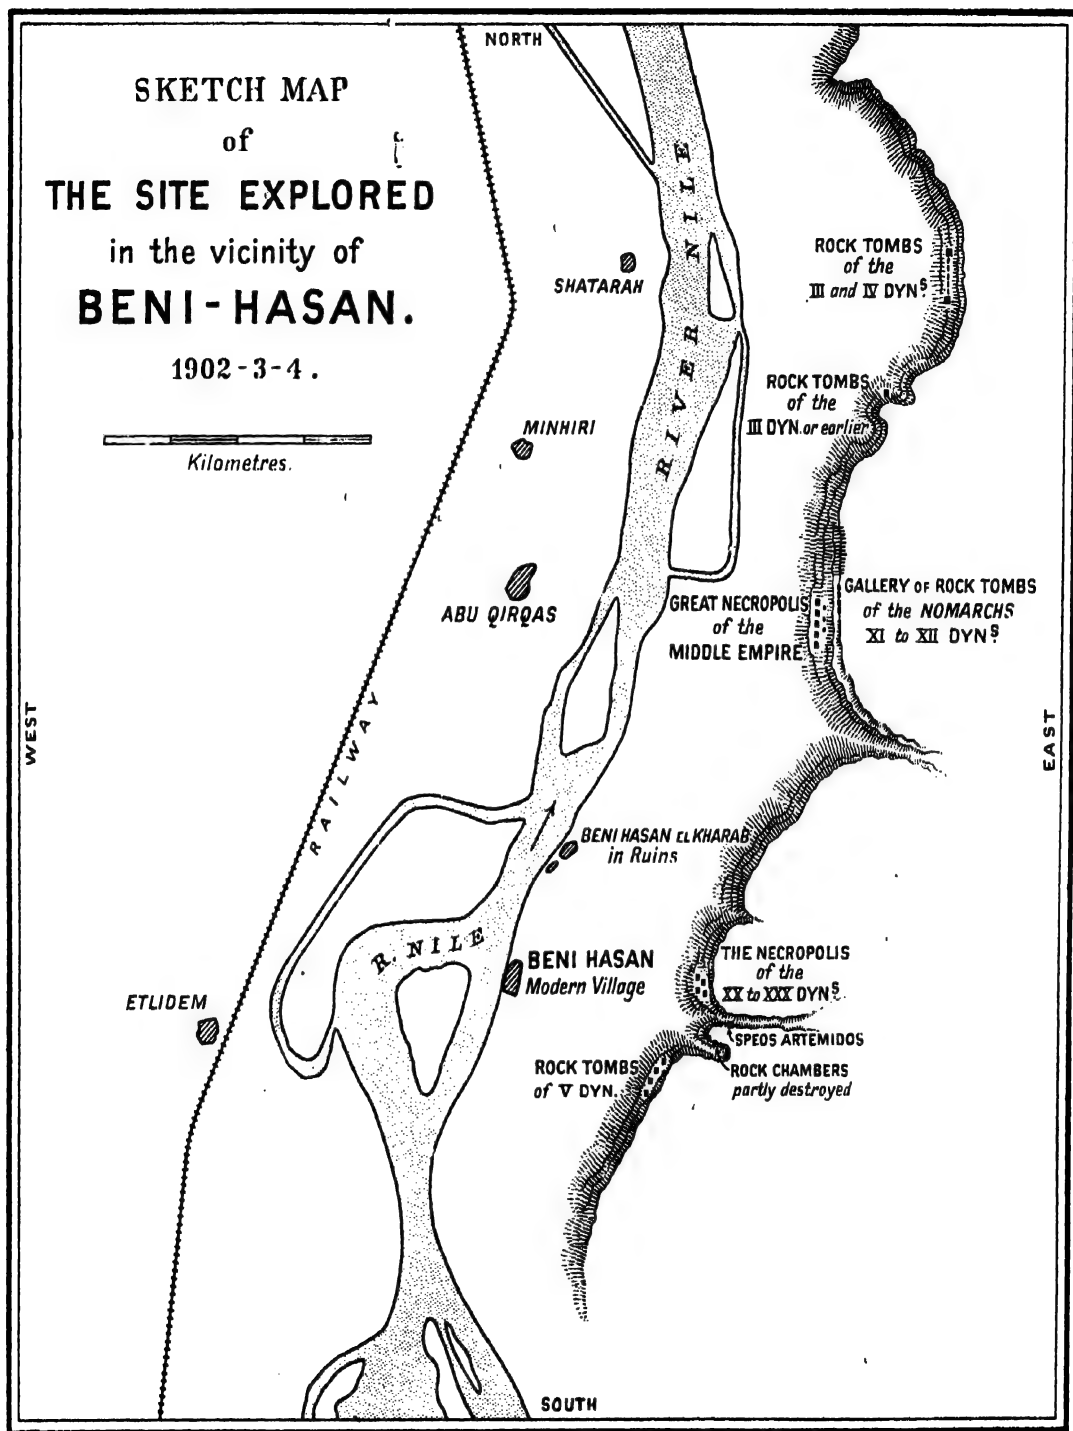 NORTH
SKETCH MAP
of
THE SITE EXPLORED
in the vicinity of
BENI-HASAN.
1902-3-4.
Kilometres.
SHATARAH
MINHIRI
ABU QIRQAS
RIVER NILE
ROCK TOMBS
of the
III and IV DYNS.
ROCK TOMBS
of the
III DYN. or earlier
GREAT NECROPOLIS
of the
MIDDLE EMPIRE
GALLERY OF ROCK TOMBS
of the NOMARCHS
XI to XII DYNS.
WEST
EAST
RAILWAY
BENI HASAN EL KHARAB
in Ruins
R. NILE
BENI HASAN
Modern Village
ETLIDEM
THE NECROPOLIS
of the
XX to XXX DYNS.
SPEOS ARTEMIDOS
ROCK CHAMBERS
partly destroyed
ROCK TOMBS
of V DYN.
SOUTH